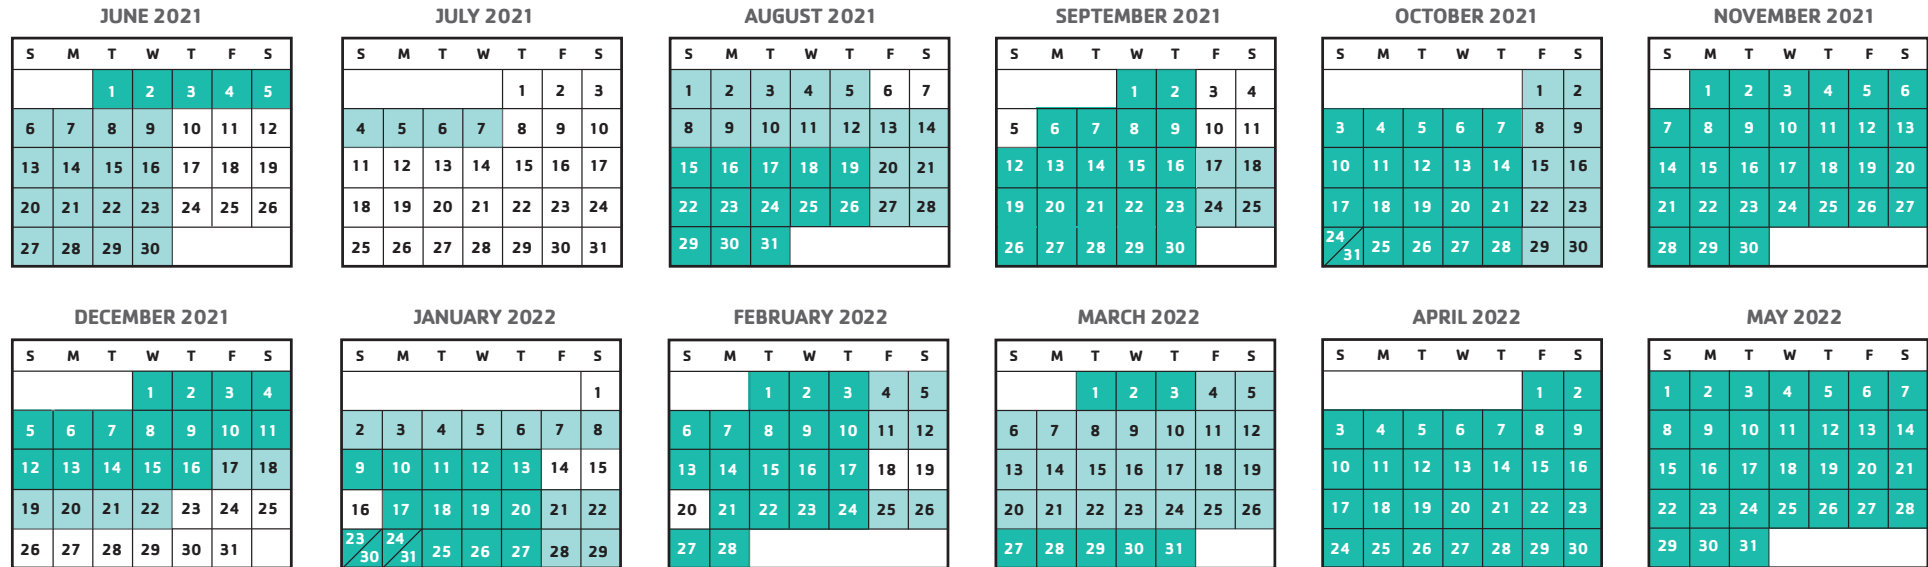 JUNE 2021
S M T W T F S
1 2 3 4 5
6 7 8 9 10 11 12
13 14 15 16 17 18 19
20 21 22 23 24 25 26
27 28 29 30
JULY 2021
S M T W T F S
1 2 3
4 5 6 7 8 9 10
11 12 13 14 15 16 17
18 19 20 21 22 23 24
25 26 27 28 29 30 31
AUGUST 2021
S M T W T F S
1 2 3 4 5 6 7
8 9 10 11 12 13 14
15 16 17 18 19 20 21
22 23 24 25 26 27 28
29 30 31
SEPTEMBER 2021
S M T W T F S
1 2 3 4
5 6 7 8 9 10 11
12 13 14 15 16 17 18
19 20 21 22 23 24 25
26 27 28 29 30
OCTOBER 2021
S M T W T F S
1 2
3 4 5 6 7 8 9
10 11 12 13 14 15 16
17 18 19 20 21 22 23
24/31 25 26 27 28 29 30
NOVEMBER 2021
S M T W T F S
1 2 3 4 5 6
7 8 9 10 11 12 13
14 15 16 17 18 19 20
21 22 23 24 25 26 27
28 29 30
DECEMBER 2021
S M T W T F S
1 2 3 4
5 6 7 8 9 10 11
12 13 14 15 16 17 18
19 20 21 22 23 24 25
26 27 28 29 30 31
JANUARY 2022
S M T W T F S
1
2 3 4 5 6 7 8
9 10 11 12 13 14 15
16 17 18 19 20 21 22
23/30 24/31 25 26 27 28 29
FEBRUARY 2022
S M T W T F S
1 2 3 4 5
6 7 8 9 10 11 12
13 14 15 16 17 18 19
20 21 22 23 24 25 26
27 28
MARCH 2022
S M T W T F S
1 2 3 4 5
6 7 8 9 10 11 12
13 14 15 16 17 18 19
20 21 22 23 24 25 26
27 28 29 30 31
APRIL 2022
S M T W T F S
1 2
3 4 5 6 7 8 9
10 11 12 13 14 15 16
17 18 19 20 21 22 23
24 25 26 27 28 29 30
MAY 2022
S M T W T F S
1 2 3 4 5 6 7
8 9 10 11 12 13 14
15 16 17 18 19 20 21
22 23 24 25 26 27 28
29 30 31